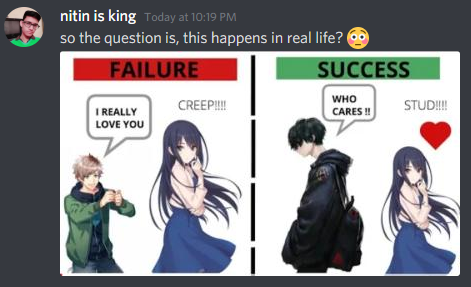 nitin is king Today at 10:19 PM
so the question is, this happens in real life? 😳
FAILURE
I REALLY
LOVE YOU
CREEP!!!!
SUCCESS
WHO
CARES !!
STUD!!!!